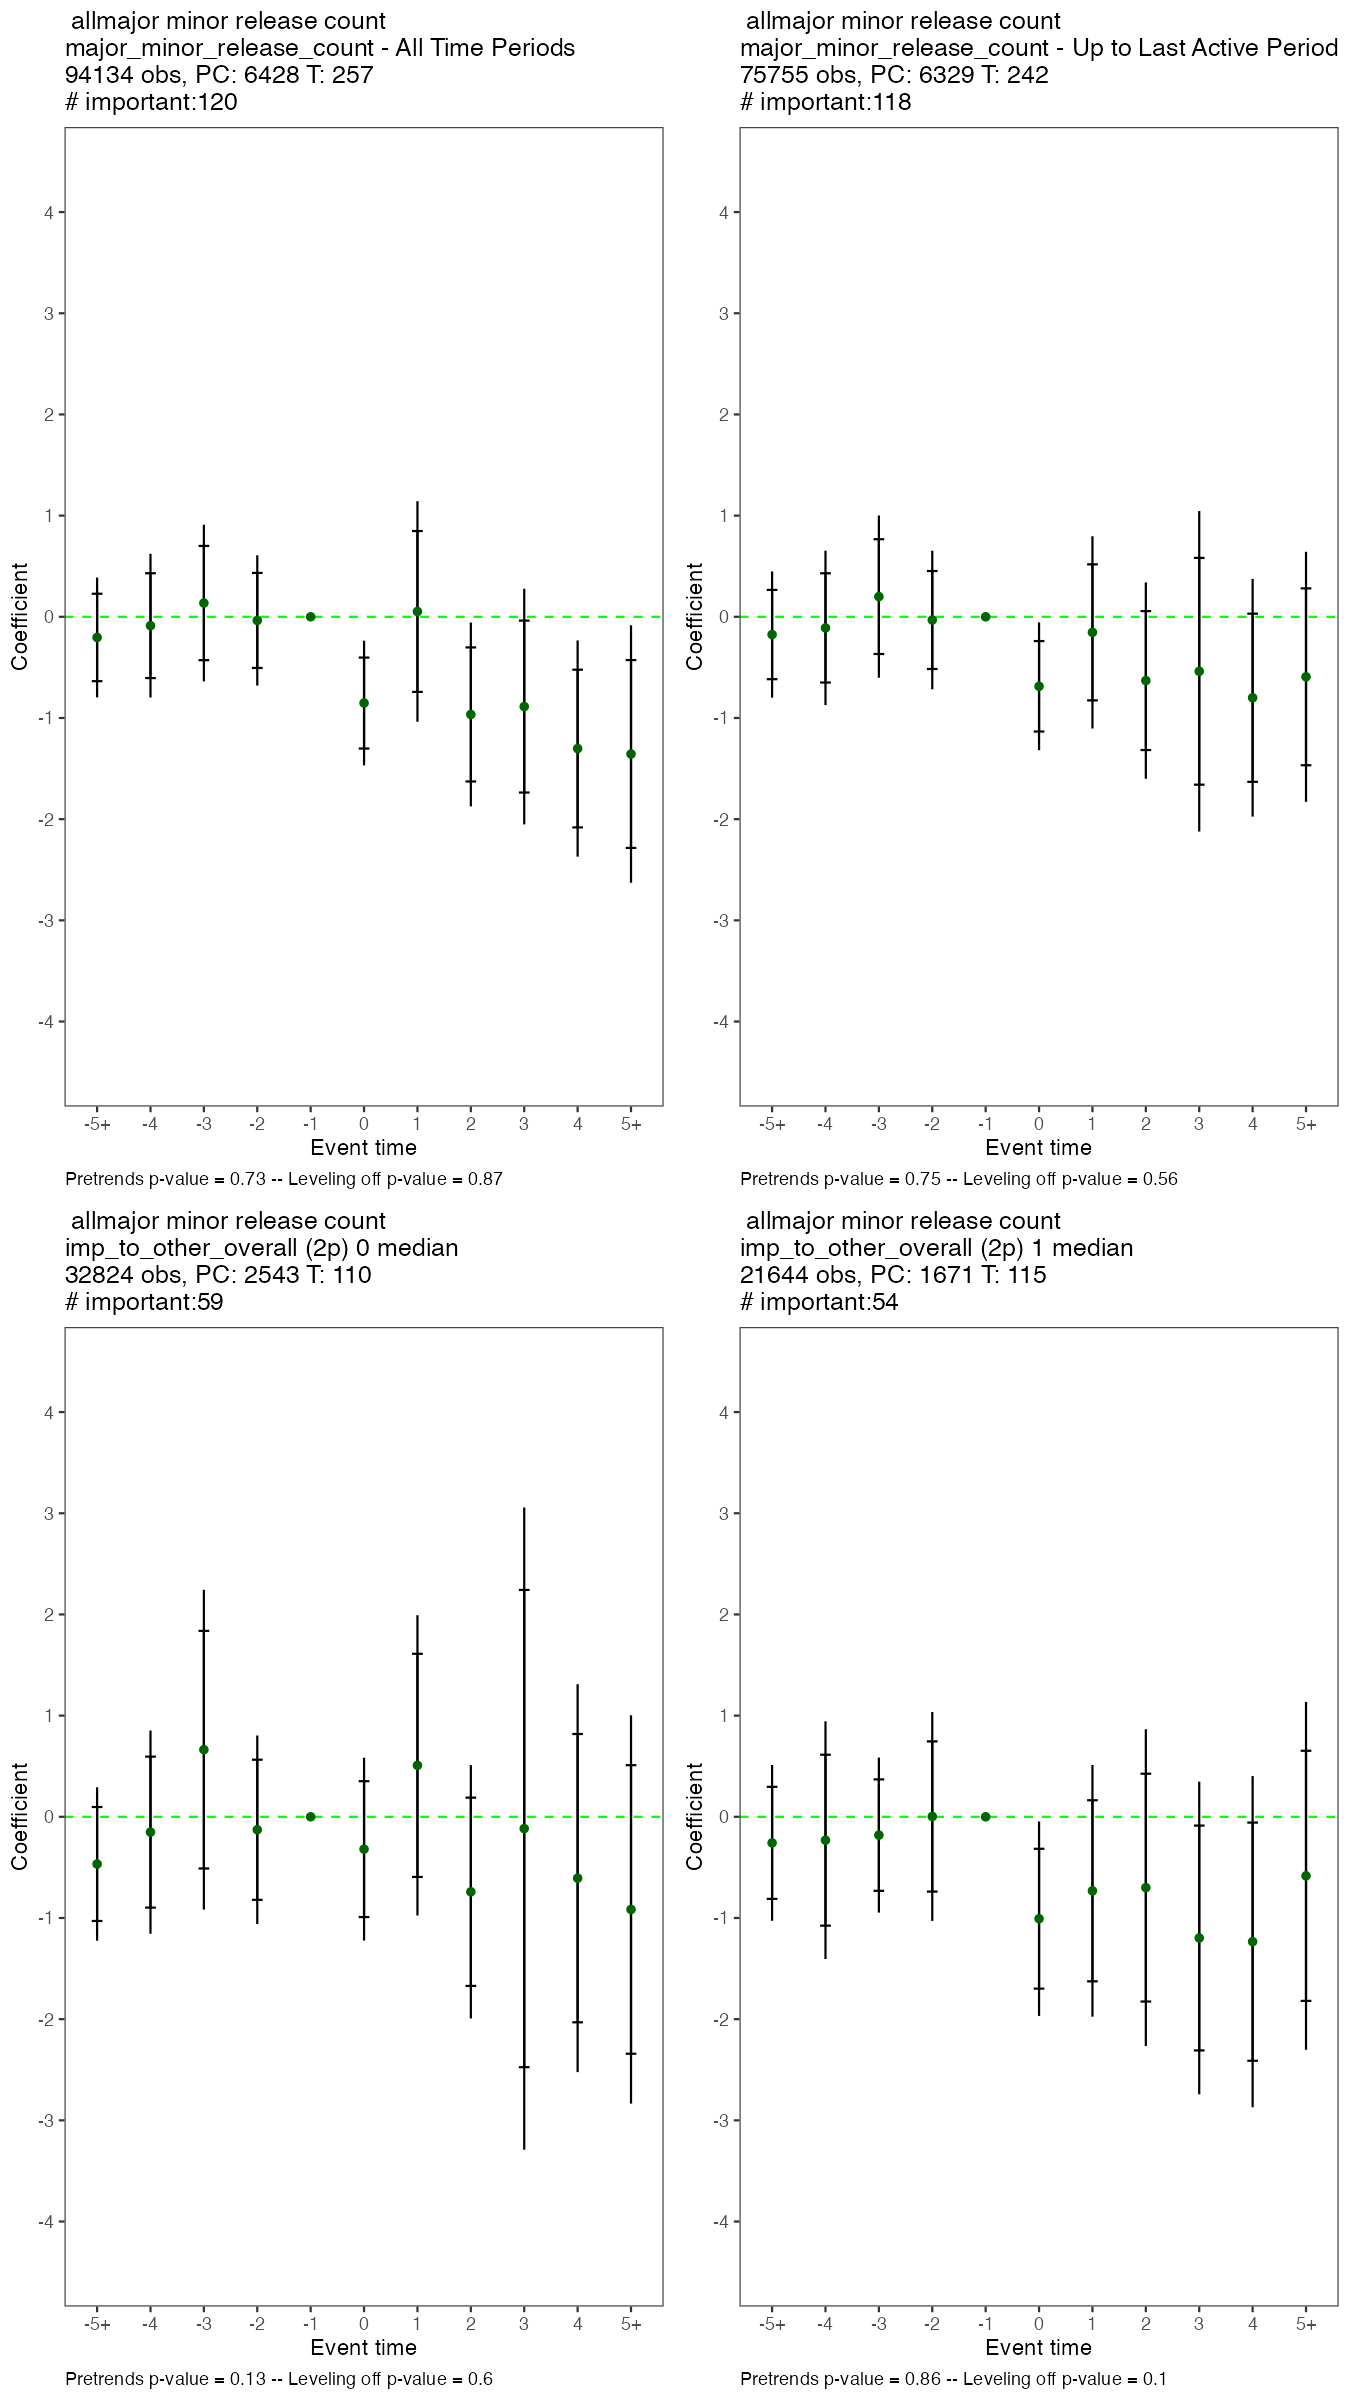 allmajor minor release count
major_minor_release_count - All Time Periods
94134 obs, PC: 6428 T: 257
# important:120
4
3
2
1
0
-1
-2
-3
-4
Coefficient
-5+ -4 -3 -2 -1 0 1 2 3 4 5+
Event time
Pretrends p-value = 0.73 -- Leveling off p-value = 0.87
allmajor minor release count
major_minor_release_count - Up to Last Active Period
75755 obs, PC: 6329 T: 242
# important:118
4
3
2
1
0
-1
-2
-3
-4
Coefficient
-5+ -4 -3 -2 -1 0 1 2 3 4 5+
Event time
Pretrends p-value = 0.75 -- Leveling off p-value = 0.56
allmajor minor release count
imp_to_other_overall (2p) 0 median
32824 obs, PC: 2543 T: 110
# important:59
4
3
2
1
0
-1
-2
-3
-4
Coefficient
-5+ -4 -3 -2 -1 0 1 2 3 4 5+
Event time
Pretrends p-value = 0.13 -- Leveling off p-value = 0.6
allmajor minor release count
imp_to_other_overall (2p) 1 median
21644 obs, PC: 1671 T: 115
# important:54
4
3
2
1
0
-1
-2
-3
-4
Coefficient
-5+ -4 -3 -2 -1 0 1 2 3 4 5+
Event time
Pretrends p-value = 0.86 -- Leveling off p-value = 0.1